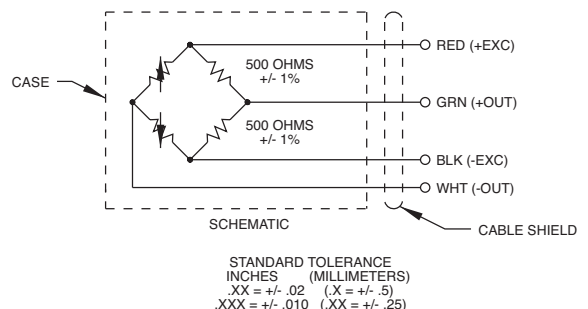 RED (+EXC)
500 OHMS
+/- 1%
CASE
GRN (+OUT)
500 OHMS
+/- 1%
BLK (-EXC)
WHT (-OUT)
SCHEMATIC
CABLE SHIELD
STANDARD TOLERANCE
INCHES (MILLIMETERS)
.XX = +/- .02 (.X = +/- .5)
.XXX = +/- .010 (.XX = +/- .25)